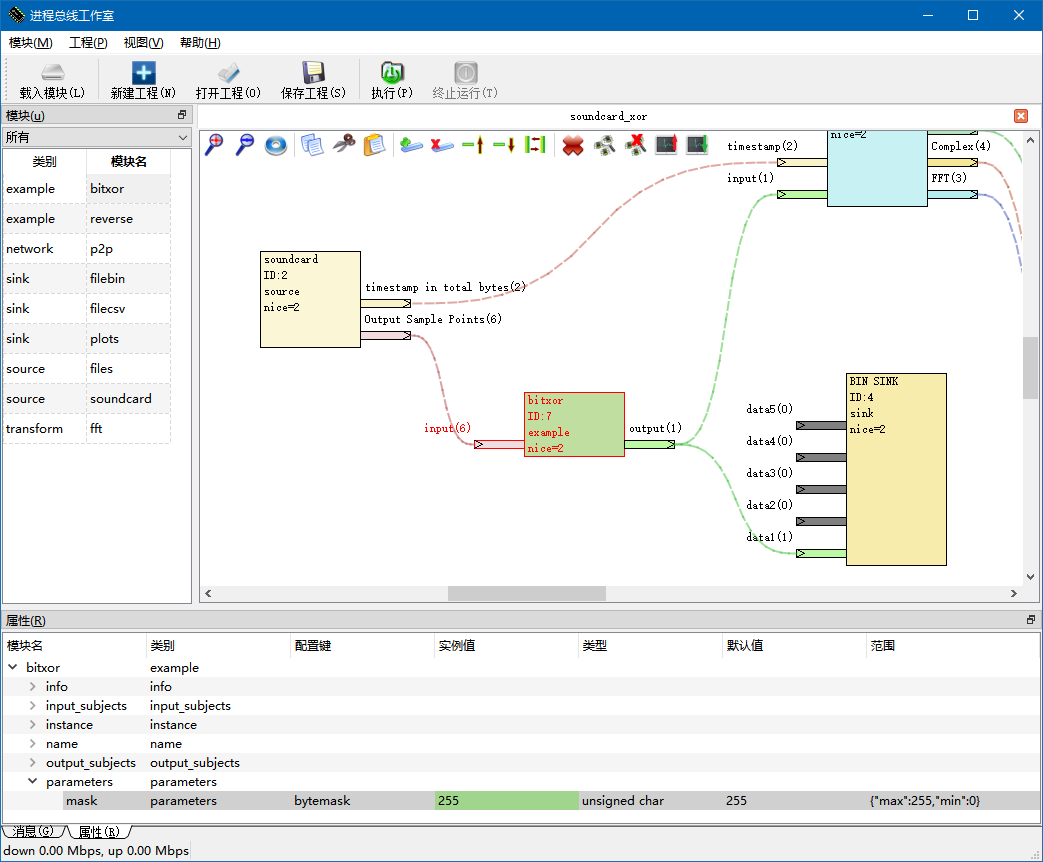 进程总线工作室
模块(M) 工程(P) 视图(V) 帮助(H)
载入模块(L) 新建工程(N) 打开工程(O) 保存工程(S) 执行(P) 终止运行(T)
模块(u)
所有
类别 模块名
example bitxor
example reverse
network p2p
sink filebin
sink filecsv
sink plots
source files
source soundcard
transform fft
soundcard_xor
nice=2
timestamp(2)
input(1)
Complex(4)
FFT(3)
soundcard
ID:2
source
nice=2
timestamp in total bytes(2)
Output Sample Points(6)
input(6)
bitxor
ID:7
example
nice=2
output(1)
BIN SINK
ID:4
sink
nice=2
data5(0)
data4(0)
data3(0)
data2(0)
data1(1)
属性(R)
模块名 类别 配置键 实例值 类型 默认值 范围
bitxor example
info info
input_subjects input_subjects
instance instance
name name
output_subjects output_subjects
parameters parameters
mask parameters bytemask 255 unsigned char 255 {"max":255,"min":0}
消息(G) 属性(R)
down 0.00 Mbps, up 0.00 Mbps